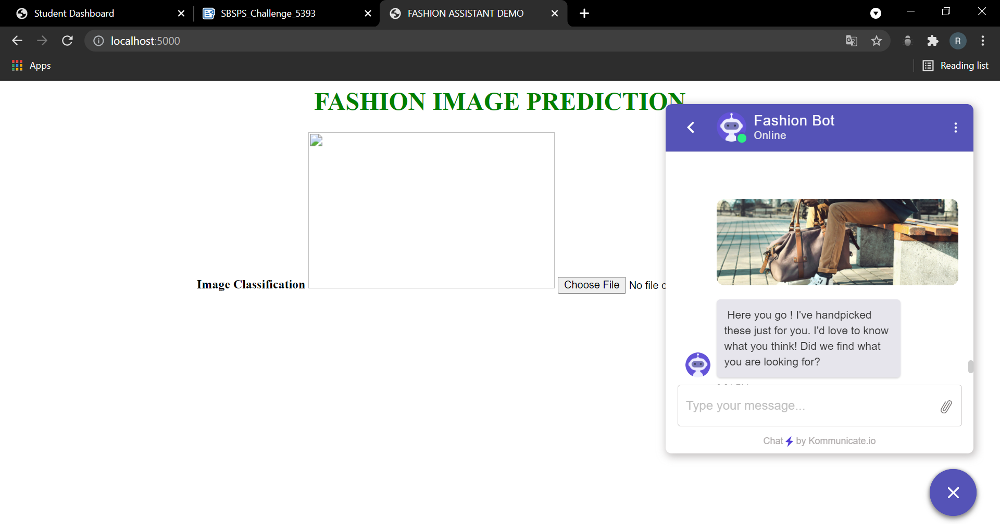 Student Dashboard
SBSPS_Challenge_5393
FASHION ASSISTANT DEMO
localhost:5000
R
Apps
Reading list
FASHION IMAGE PREDICTION
Fashion Bot
Online
Image Classification
Choose File
No file
Here you go ! I've handpicked
these just for you. I'd love to know
what you think! Did we find what
you are looking for?
Type your message...
Chat by Kommunicate.io